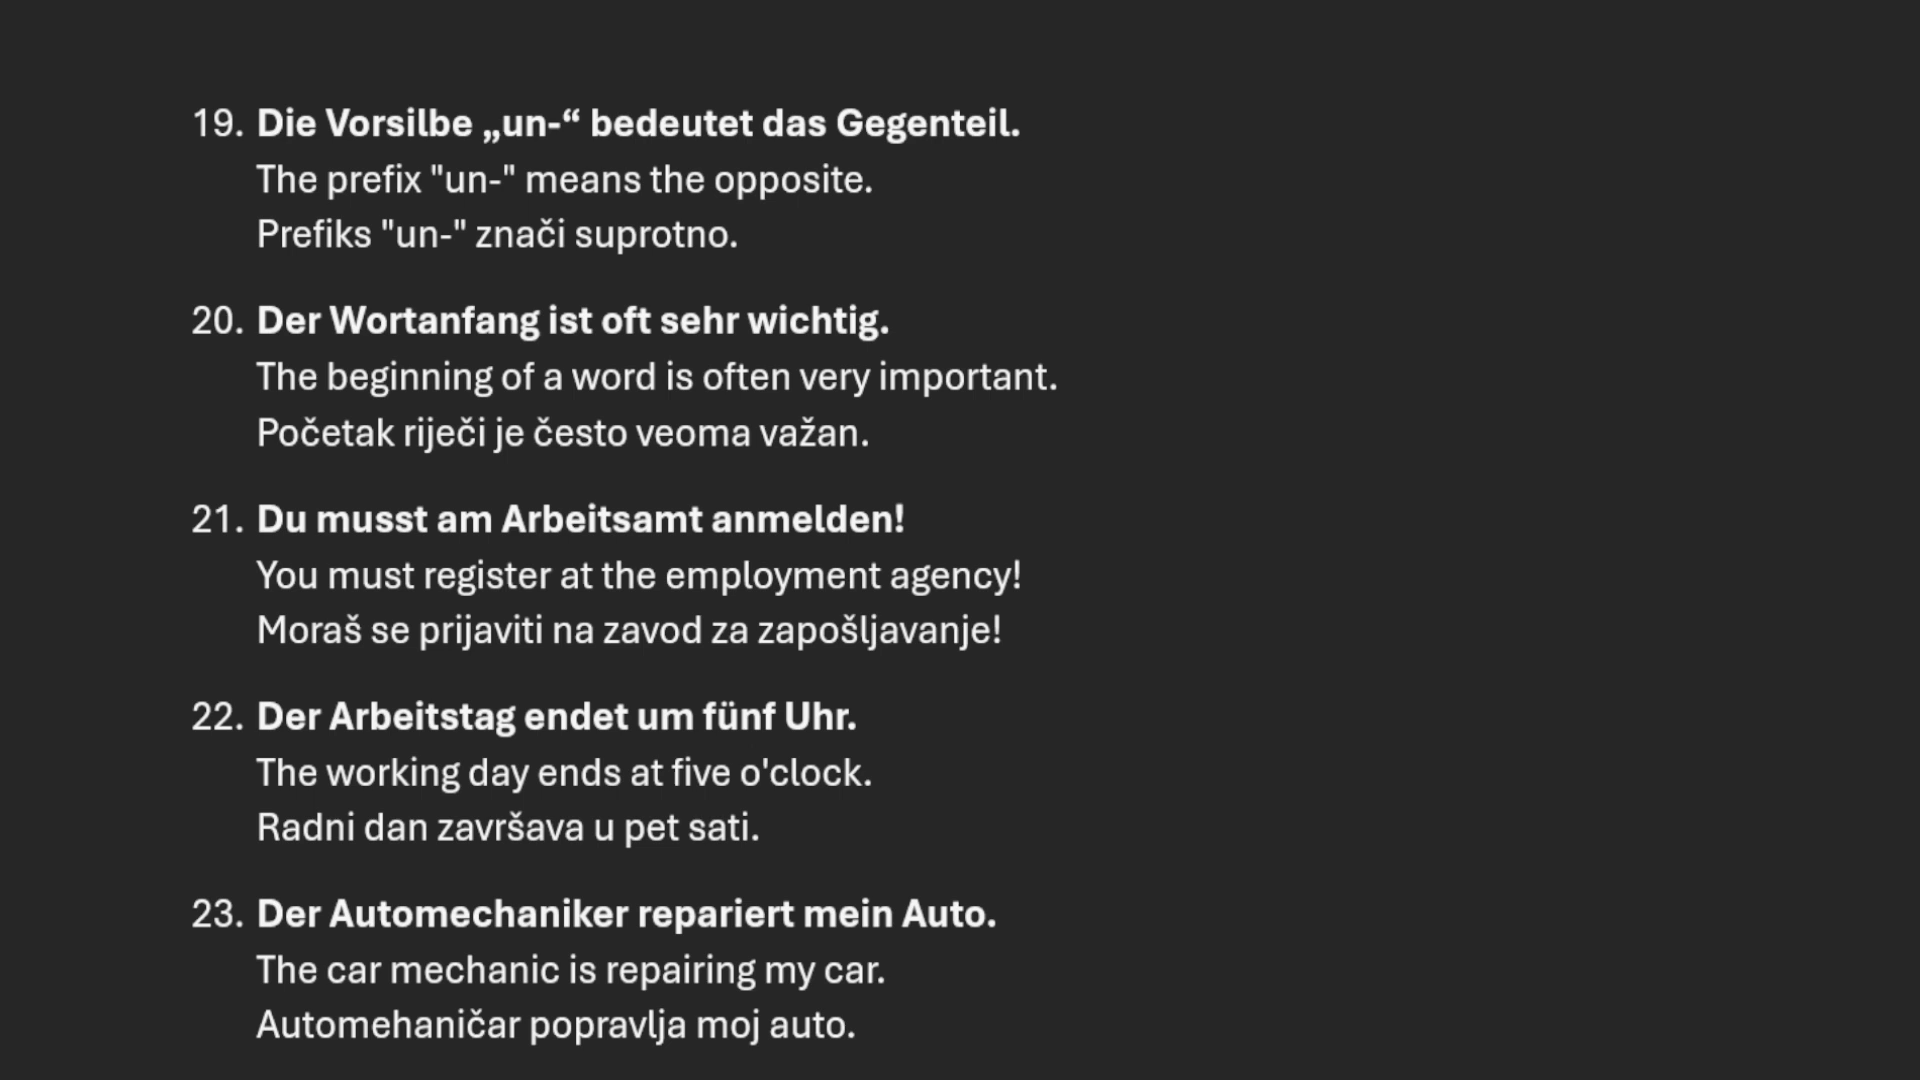 19. Die Vorsilbe „un-“ bedeutet das Gegenteil.
The prefix "un-" means the opposite.
Prefiks "un-" znači suprotno.
20. Der Wortanfang ist oft sehr wichtig.
The beginning of a word is often very important.
Početak riječi je često veoma važan.
21. Du musst am Arbeitsamt anmelden!
You must register at the employment agency!
Moraš se prijaviti na zavod za zapošljavanje!
22. Der Arbeitstag endet um fünf Uhr.
The working day ends at five o'clock.
Radni dan završava u pet sati.
23. Der Automechaniker repariert mein Auto.
The car mechanic is repairing my car.
Automehaničar popravlja moj auto.